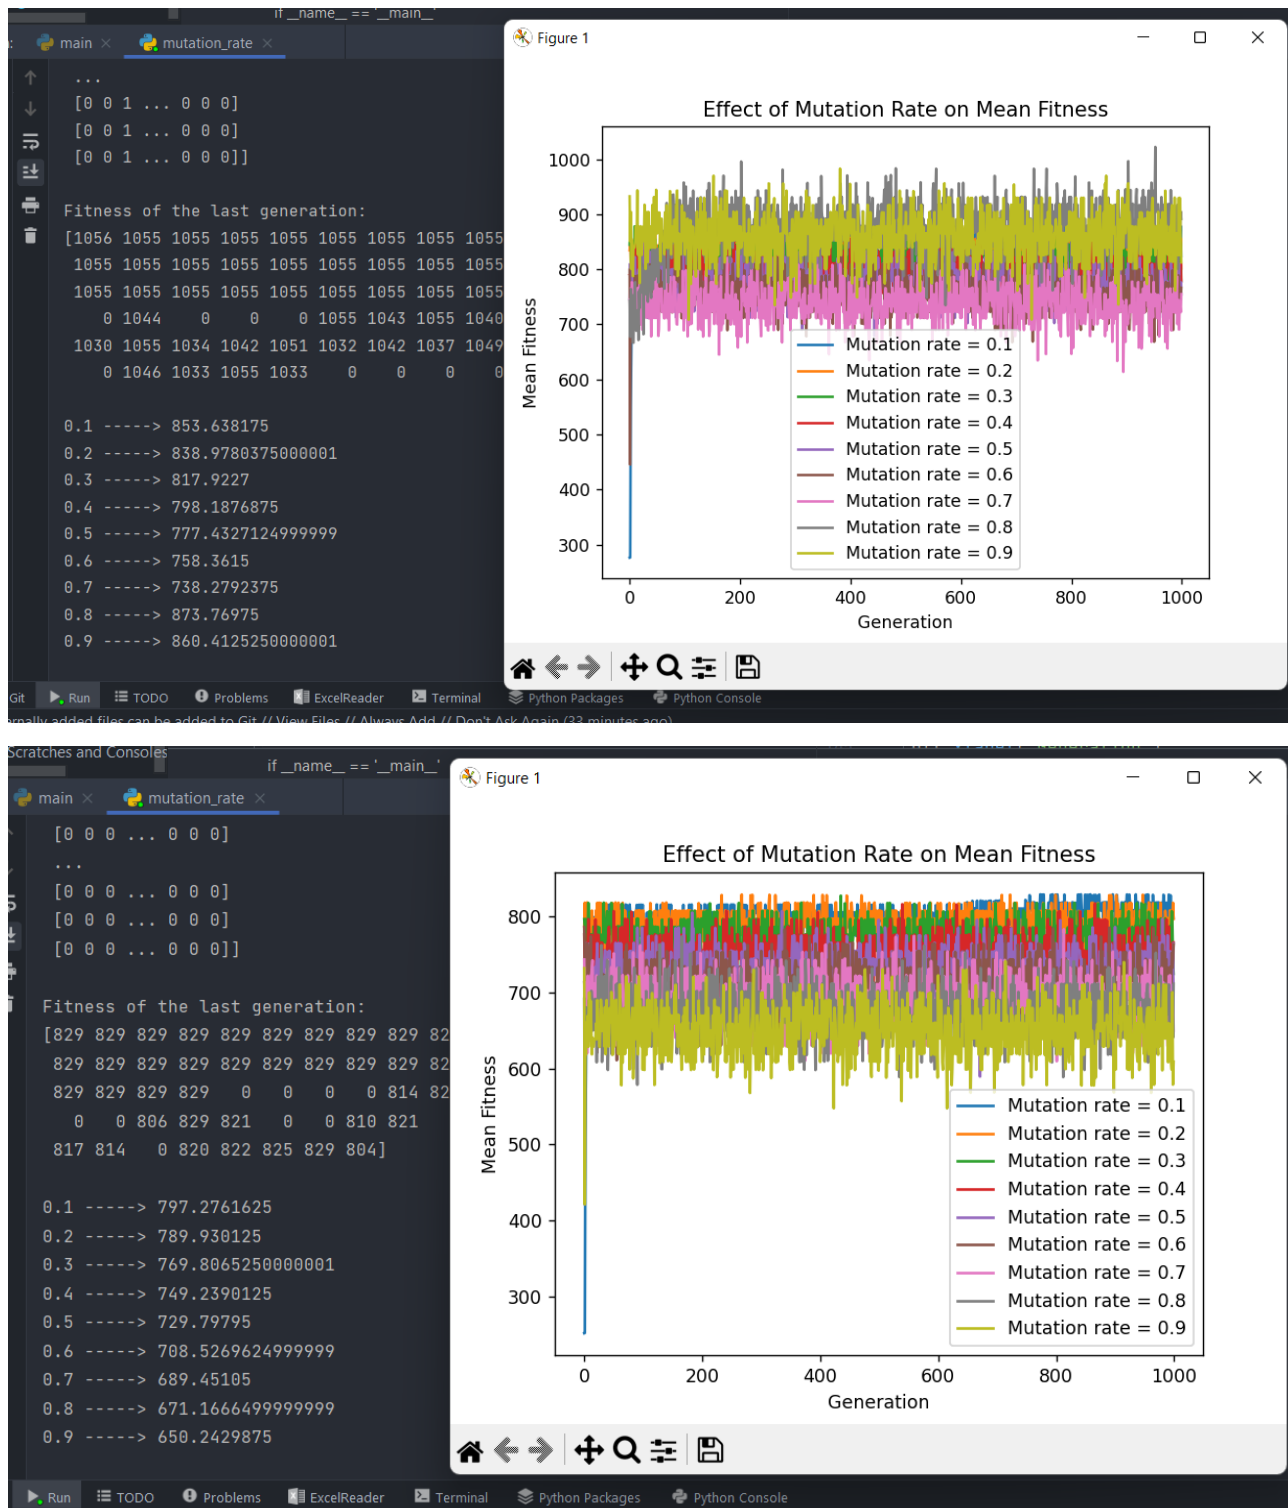 if __name__ == '__main__'
main
mutation_rate
...
[0 0 1 ... 0 0 0]
[0 0 1 ... 0 0 0]
[0 0 1 ... 0 0 0]]
Fitness of the last generation:
[1056 1055 1055 1055 1055 1055 1055 1055 1055
1055 1055 1055 1055 1055 1055 1055 1055 1055
1055 1055 1055 1055 1055 1055 1055 1055 1055
0 1044 0 0 0 1055 1043 1055 1040
1030 1055 1034 1042 1051 1032 1042 1037 1049
0 1046 1033 1055 1033 0 0 0 0
0.1 -----> 853.638175
0.2 -----> 838.9780375000001
0.3 -----> 817.9227
0.4 -----> 798.1876875
0.5 -----> 777.4327124999999
0.6 -----> 758.3615
0.7 -----> 738.2792375
0.8 -----> 873.76975
0.9 -----> 860.4125250000001
Figure 1
Effect of Mutation Rate on Mean Fitness
Mean Fitness
1000
900
800
700
600
500
400
300
Mutation rate = 0.1
Mutation rate = 0.2
Mutation rate = 0.3
Mutation rate = 0.4
Mutation rate = 0.5
Mutation rate = 0.6
Mutation rate = 0.7
Mutation rate = 0.8
Mutation rate = 0.9
0 200 400 600 800 1000
Generation
Git Run TODO Problems ExcelReader Terminal Python Packages Python Console
ernally added files can be added to Git // View Files // Always Add // Don't Ask Again (33 minutes ago)
Scratches and Consoles
if __name__ == '__main__'
main
mutation_rate
[0 0 0 ... 0 0 0]
...
[0 0 0 ... 0 0 0]
[0 0 0 ... 0 0 0]
[0 0 0 ... 0 0 0]]
Fitness of the last generation:
[829 829 829 829 829 829 829 829 82
829 829 829 829 829 829 829 829 82
829 829 829 829 0 0 0 0 814 82
0 0 806 829 821 0 0 810 821
817 814 0 820 822 825 829 804]
0.1 -----> 797.2761625
0.2 -----> 789.930125
0.3 -----> 769.8065250000001
0.4 -----> 749.2390125
0.5 -----> 729.79795
0.6 -----> 708.5269624999999
0.7 -----> 689.45105
0.8 -----> 671.1666499999999
0.9 -----> 650.2429875
Figure 1
Effect of Mutation Rate on Mean Fitness
Mean Fitness
800
700
600
500
400
300
Mutation rate = 0.1
Mutation rate = 0.2
Mutation rate = 0.3
Mutation rate = 0.4
Mutation rate = 0.5
Mutation rate = 0.6
Mutation rate = 0.7
Mutation rate = 0.8
Mutation rate = 0.9
0 200 400 600 800 1000
Generation
Run TODO Problems ExcelReader Terminal Python Packages Python Console